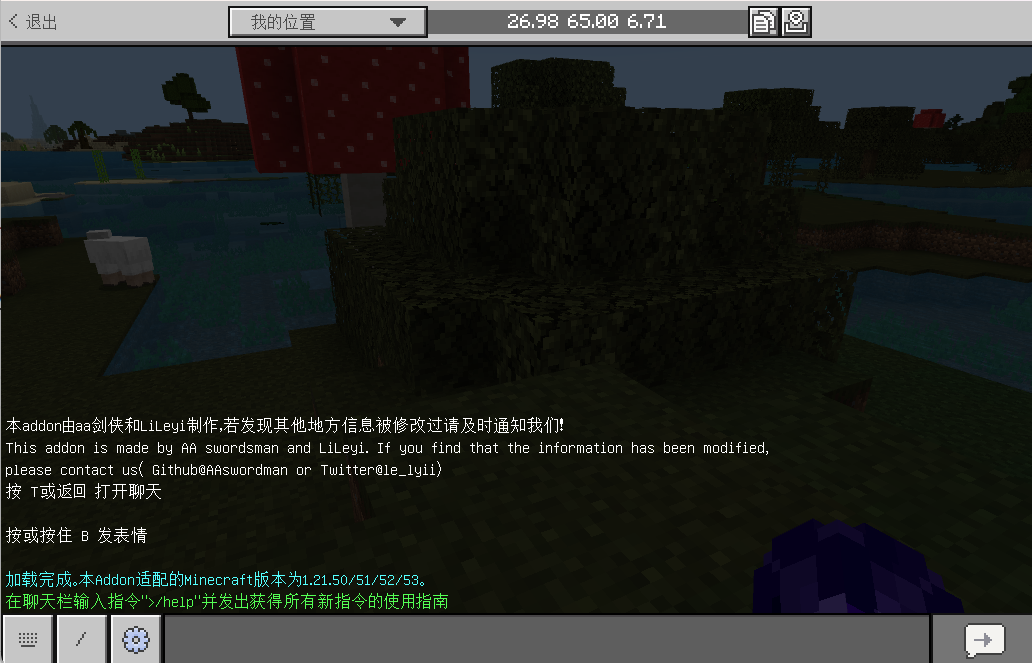 退出
我的位置
26.98 65.00 6.71
本addon由aa剑侠和LiLeyi制作,若发现其他地方信息被修改过请及时通知我们!
This addon is made by AA swordsman and LiLeyi. If you find that the information has been modified,
please contact us( Github@AAswordman or Twitter@le_lyii)
按 T或返回 打开聊天
按或按住 B 发表情
加载完成。本Addon适配的Minecraft版本为1.21.50/51/52/53。
在聊天栏输入指令">/help"并发出获得所有新指令的使用指南